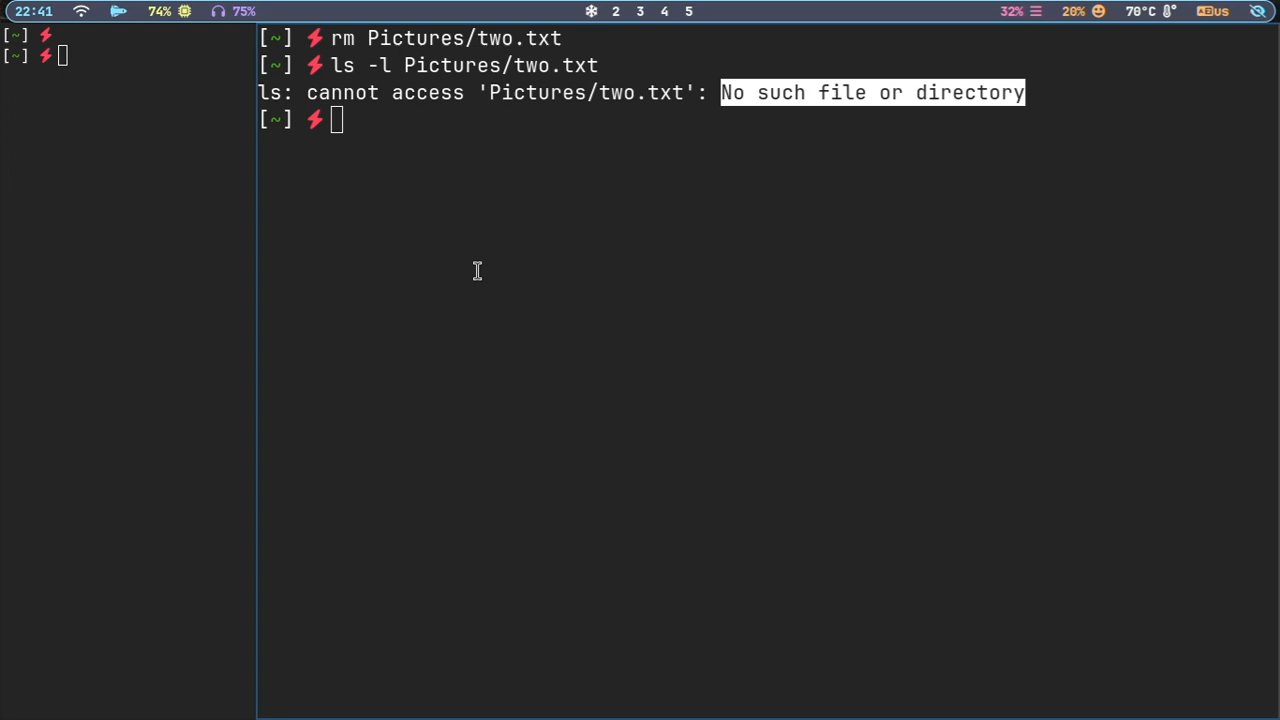 22:41 74% 75% 2 3 4 5 32% 20% 70°C us
[~]
[~]
[~] rm Pictures/two.txt
[~] ls -l Pictures/two.txt
ls: cannot access 'Pictures/two.txt': No such file or directory
[~]